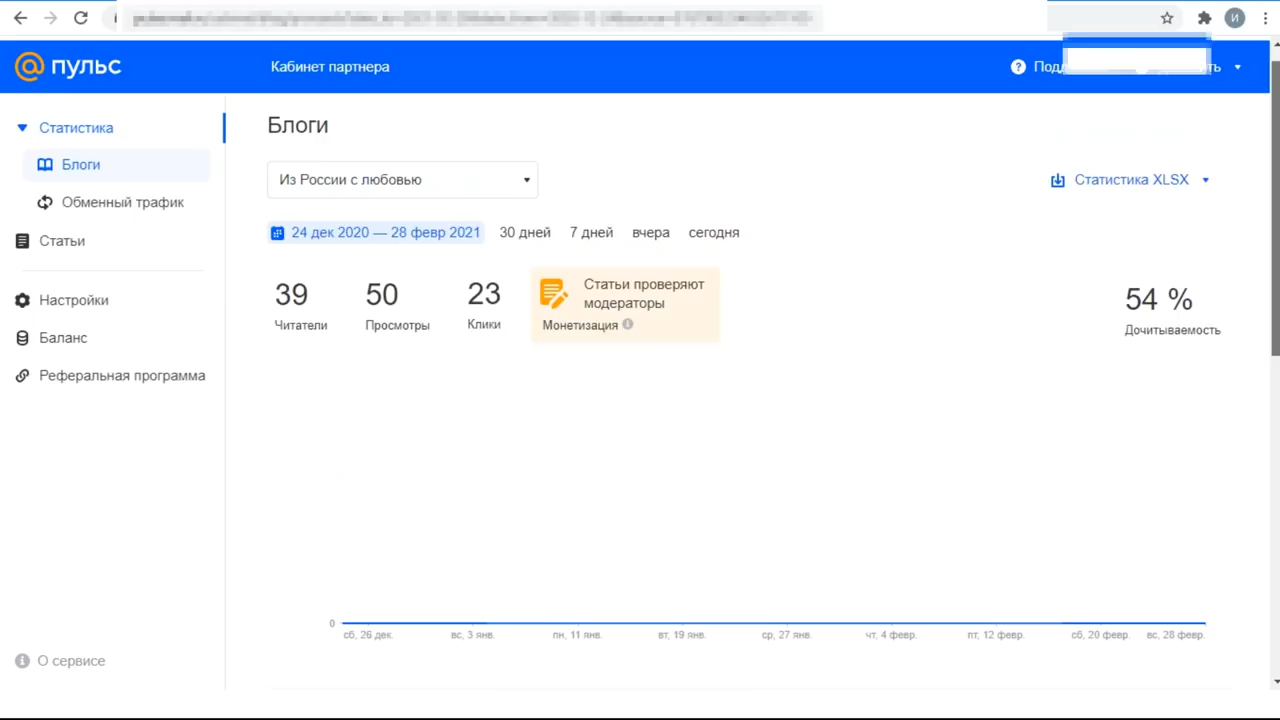 пульс
Кабинет партнера
Статистика
Блоги
Обменный трафик
Статьи
Настройки
Баланс
Реферальная программа
О сервисе
Блоги
Из России с любовью
Статистика XLSX
24 дек 2020 — 28 февр 2021 30 дней 7 дней вчера сегодня
39
Читатели
50
Просмотры
23
Клики
Статьи проверяют
модераторы
Монетизация
54 %
Дочитываемость
0
сб, 26 дек. вс, 3 янв. пн, 11 янв. вт, 19 янв. ср, 27 янв. чт, 4 февр. пт, 12 февр. сб, 20 февр. вс, 28 февр.
И